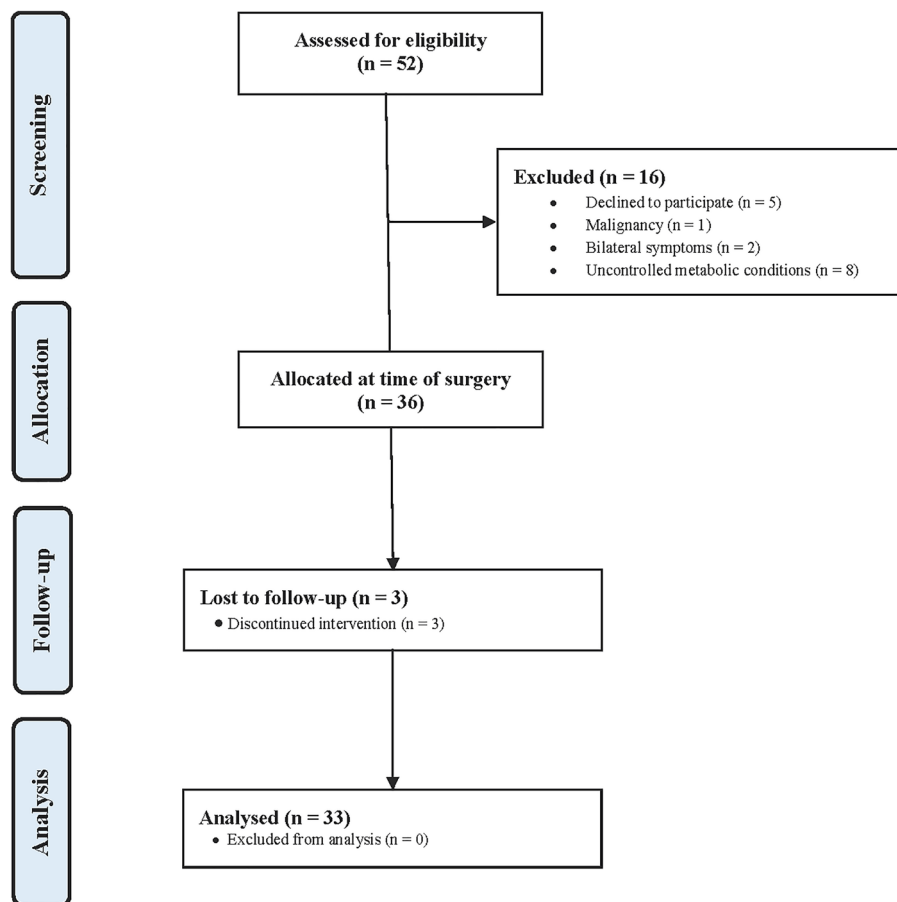 Screening
Assessed for eligibility
(n = 52)
Excluded (n = 16)
• Declined to participate (n = 5)
• Malignancy (n = 1)
• Bilateral symptoms (n = 2)
• Uncontrolled metabolic conditions (n = 8)
Allocation
Allocated at time of surgery
(n = 36)
Follow-up
Lost to follow-up (n = 3)
• Discontinued intervention (n = 3)
Analysis
Analysed (n = 33)
• Excluded from analysis (n = 0)